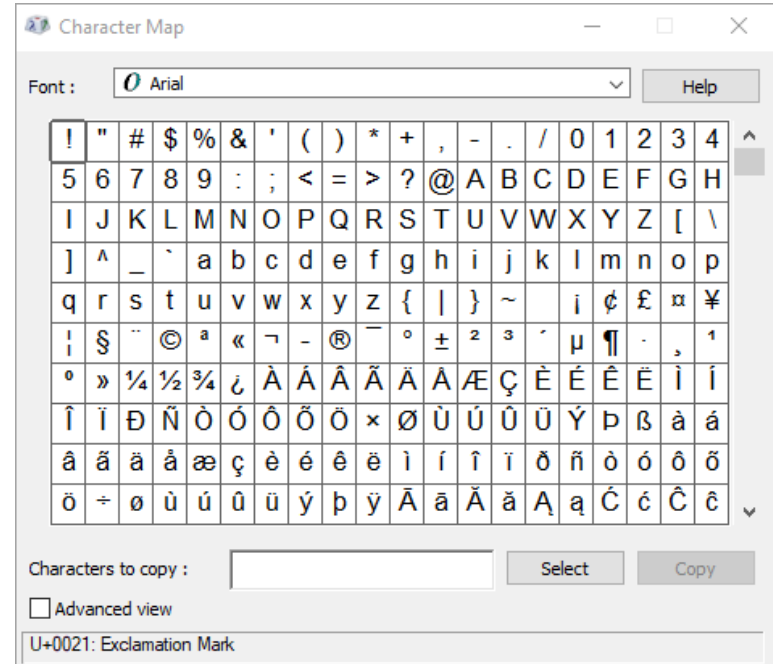 Character Map
Font : O Arial Help
! " # $ % & ' ( ) * + , - . / 0 1 2 3 4
5 6 7 8 9 : ; < = > ? @ A B C D E F G H
I J K L M N O P Q R S T U V W X Y Z [ \
] ^ _ ` a b c d e f g h i j k l m n o p
q r s t u v w x y z { | } ~   ¡ ¢ £ ¤ ¥
¦ § ¨ © ª « ¬ - ® ¯ ° ± ² ³ ´ µ ¶ · ¸ ¹
º » ¼ ½ ¾ ¿ À Á Â Ã Ä Å Æ Ç È É Ê Ë Ì Í
Î Ï Ð Ñ Ò Ó Ô Õ Ö × Ø Ù Ú Û Ü Ý Þ ß à á
â ã ä å æ ç è é ê ë ì í î ï ð ñ ò ó ô õ
ö ÷ ø ù ú û ü ý þ ÿ Ā ā Ă ă Ą ą Ć ć Ĉ ĉ
Characters to copy : Select Copy
Advanced view
U+0021: Exclamation Mark